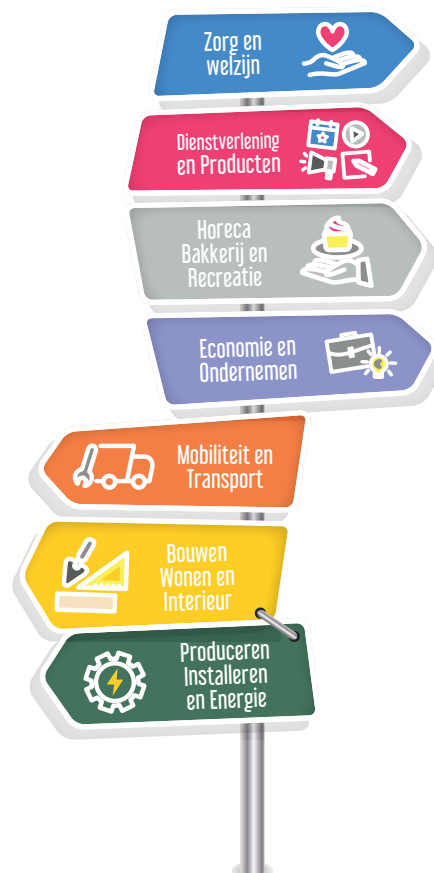 Zorg en
welzijn
Dienstverlening
en Producten
Horeca
Bakkerij en
Recreatie
Economie en
Ondernemen
Mobiliteit en
Transport
Bouwen
Wonen en
Interieur
Produceren
Installeren
en Energie